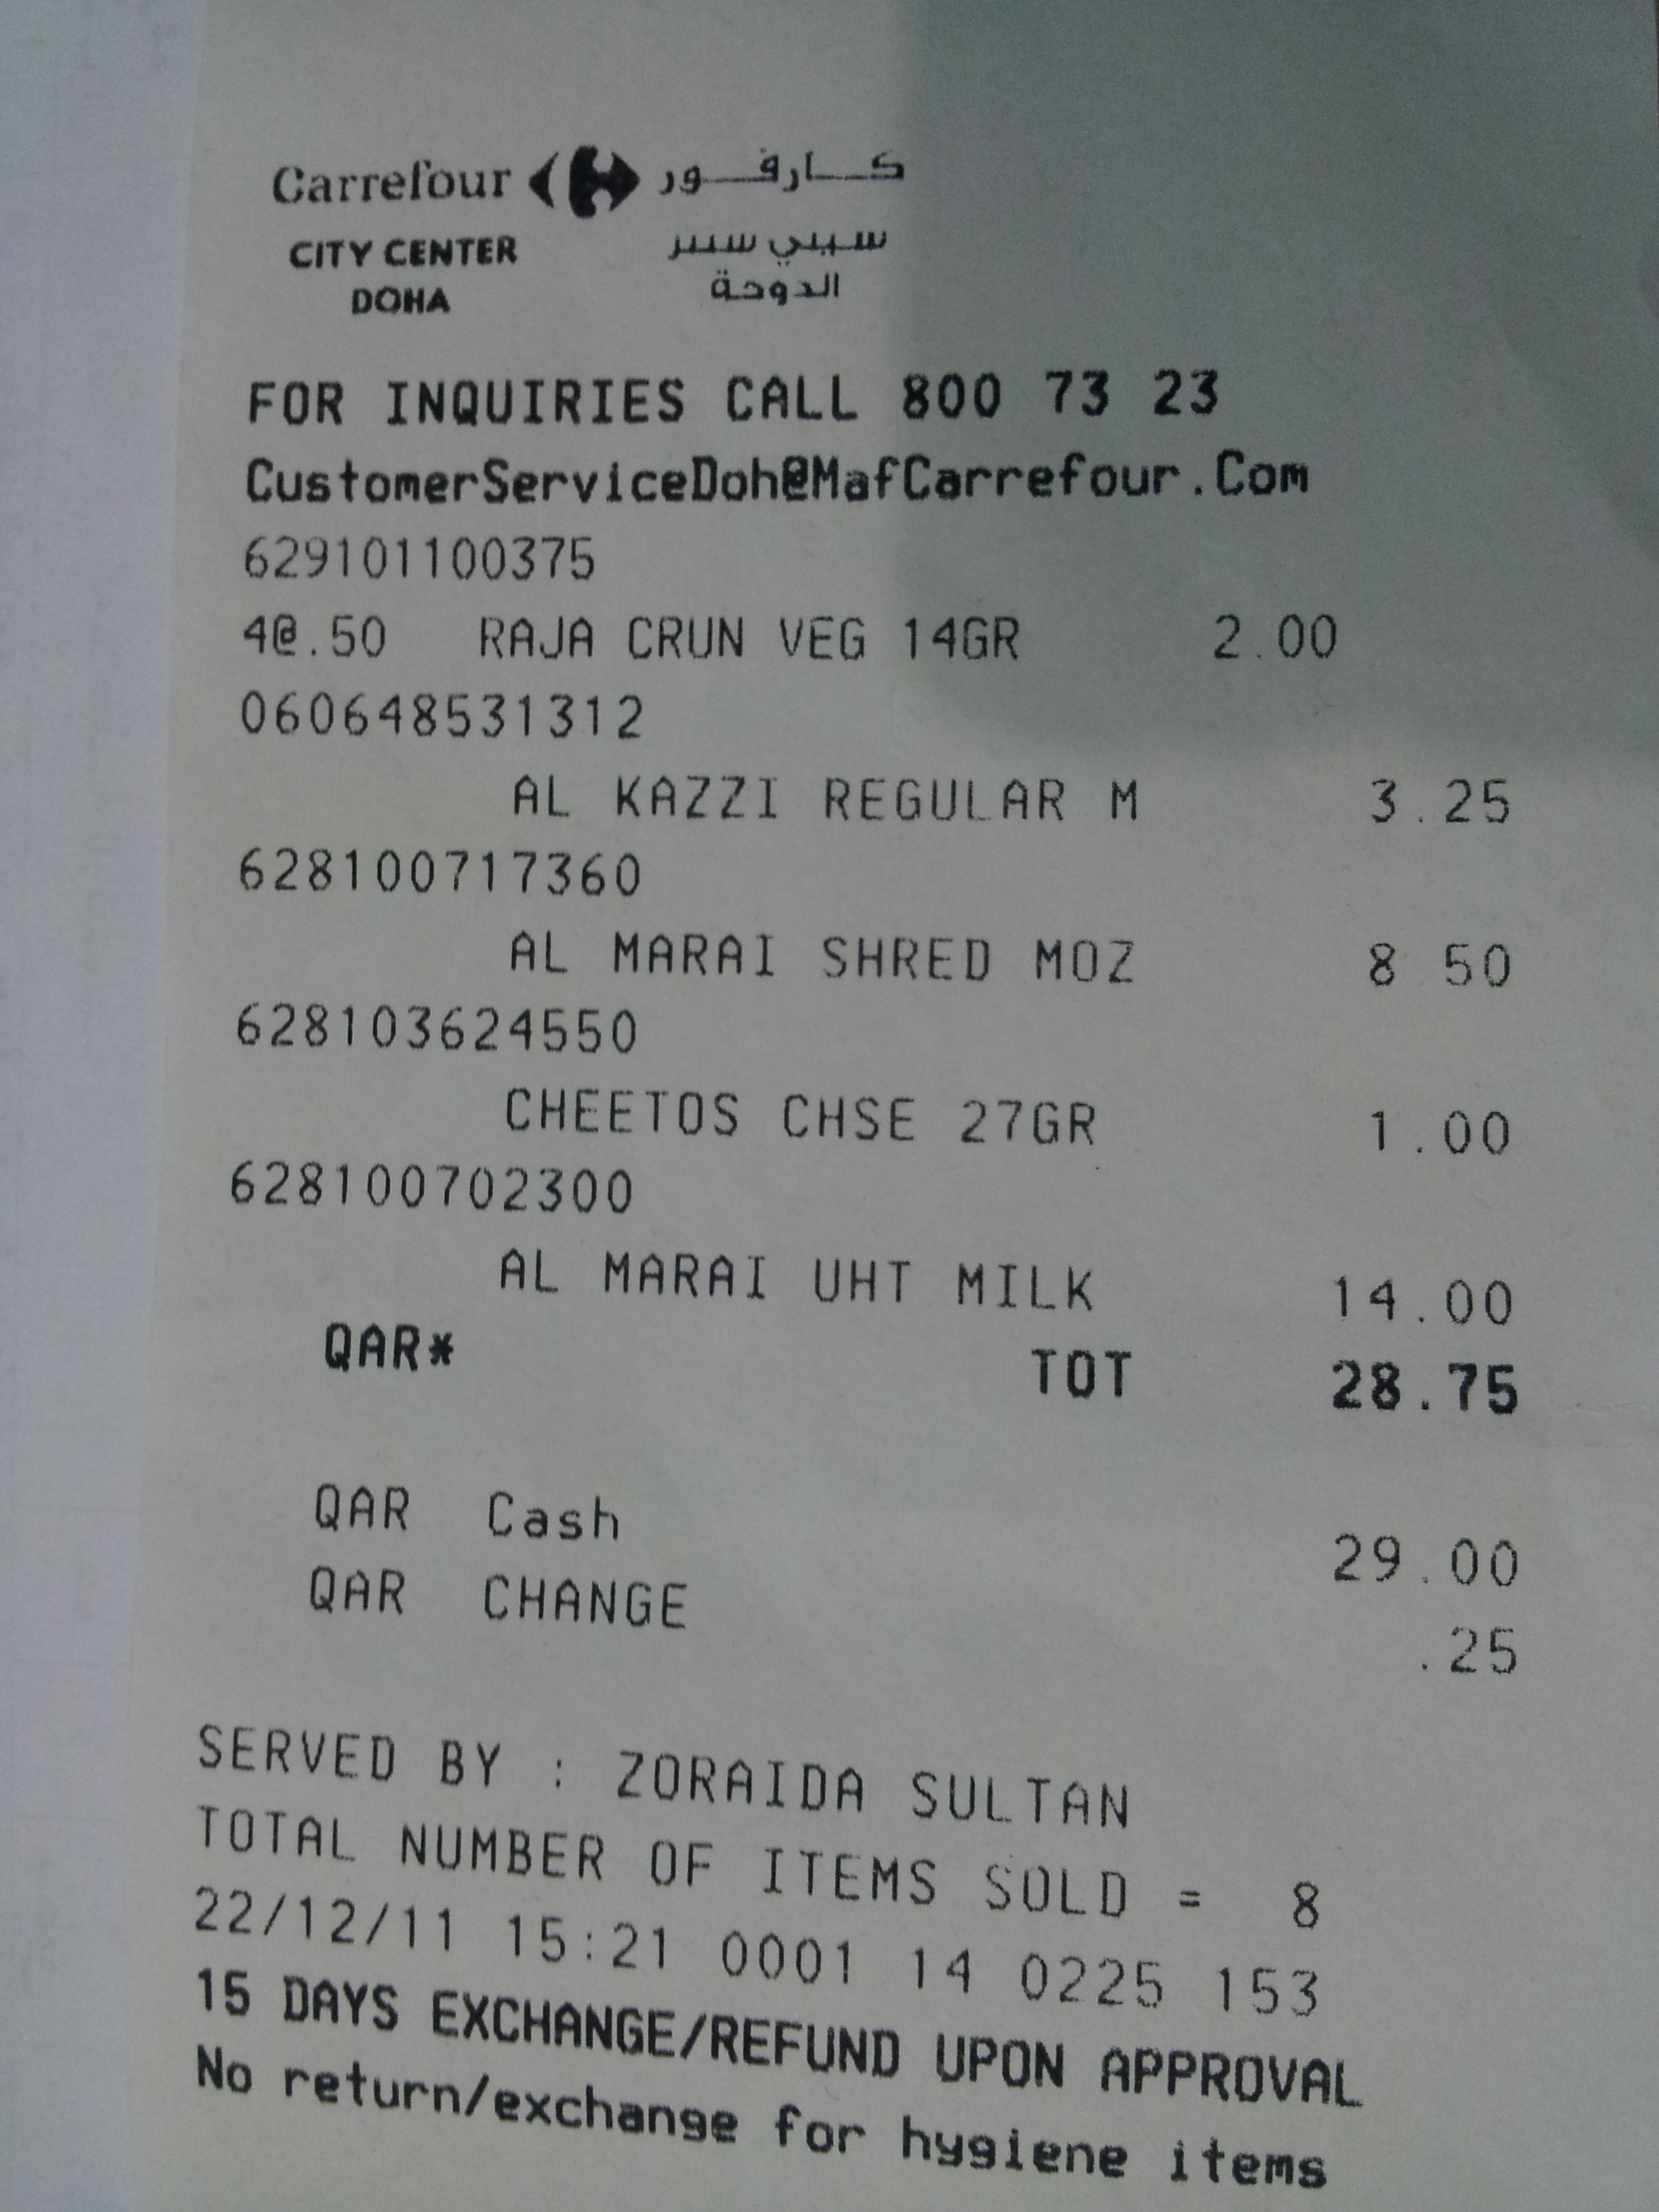 Carrefour كارفور
CITY CENTER سيتي سنتر
DOHA الدوحة
FOR INQUIRIES CALL 800 73 23
CustomerServiceDoh@MafCarrefour.Com
629101100375
4@.50 RAJA CRUN VEG 14GR 2.00
060648531312
AL KAZZI REGULAR M 3.25
628100717360
AL MARAI SHRED MOZ 8 50
628103624550
CHEETOS CHSE 27GR 1.00
628100702300
AL MARAI UHT MILK 14.00
QAR* TOT 28.75
QAR Cash 29.00
QAR CHANGE .25
SERVED BY : ZORAIDA SULTAN
TOTAL NUMBER OF ITEMS SOLD = 8
22/12/11 15:21 0001 14 0225 153
15 DAYS EXCHANGE/REFUND UPON APPROVAL
No return/exchange for hygiene items